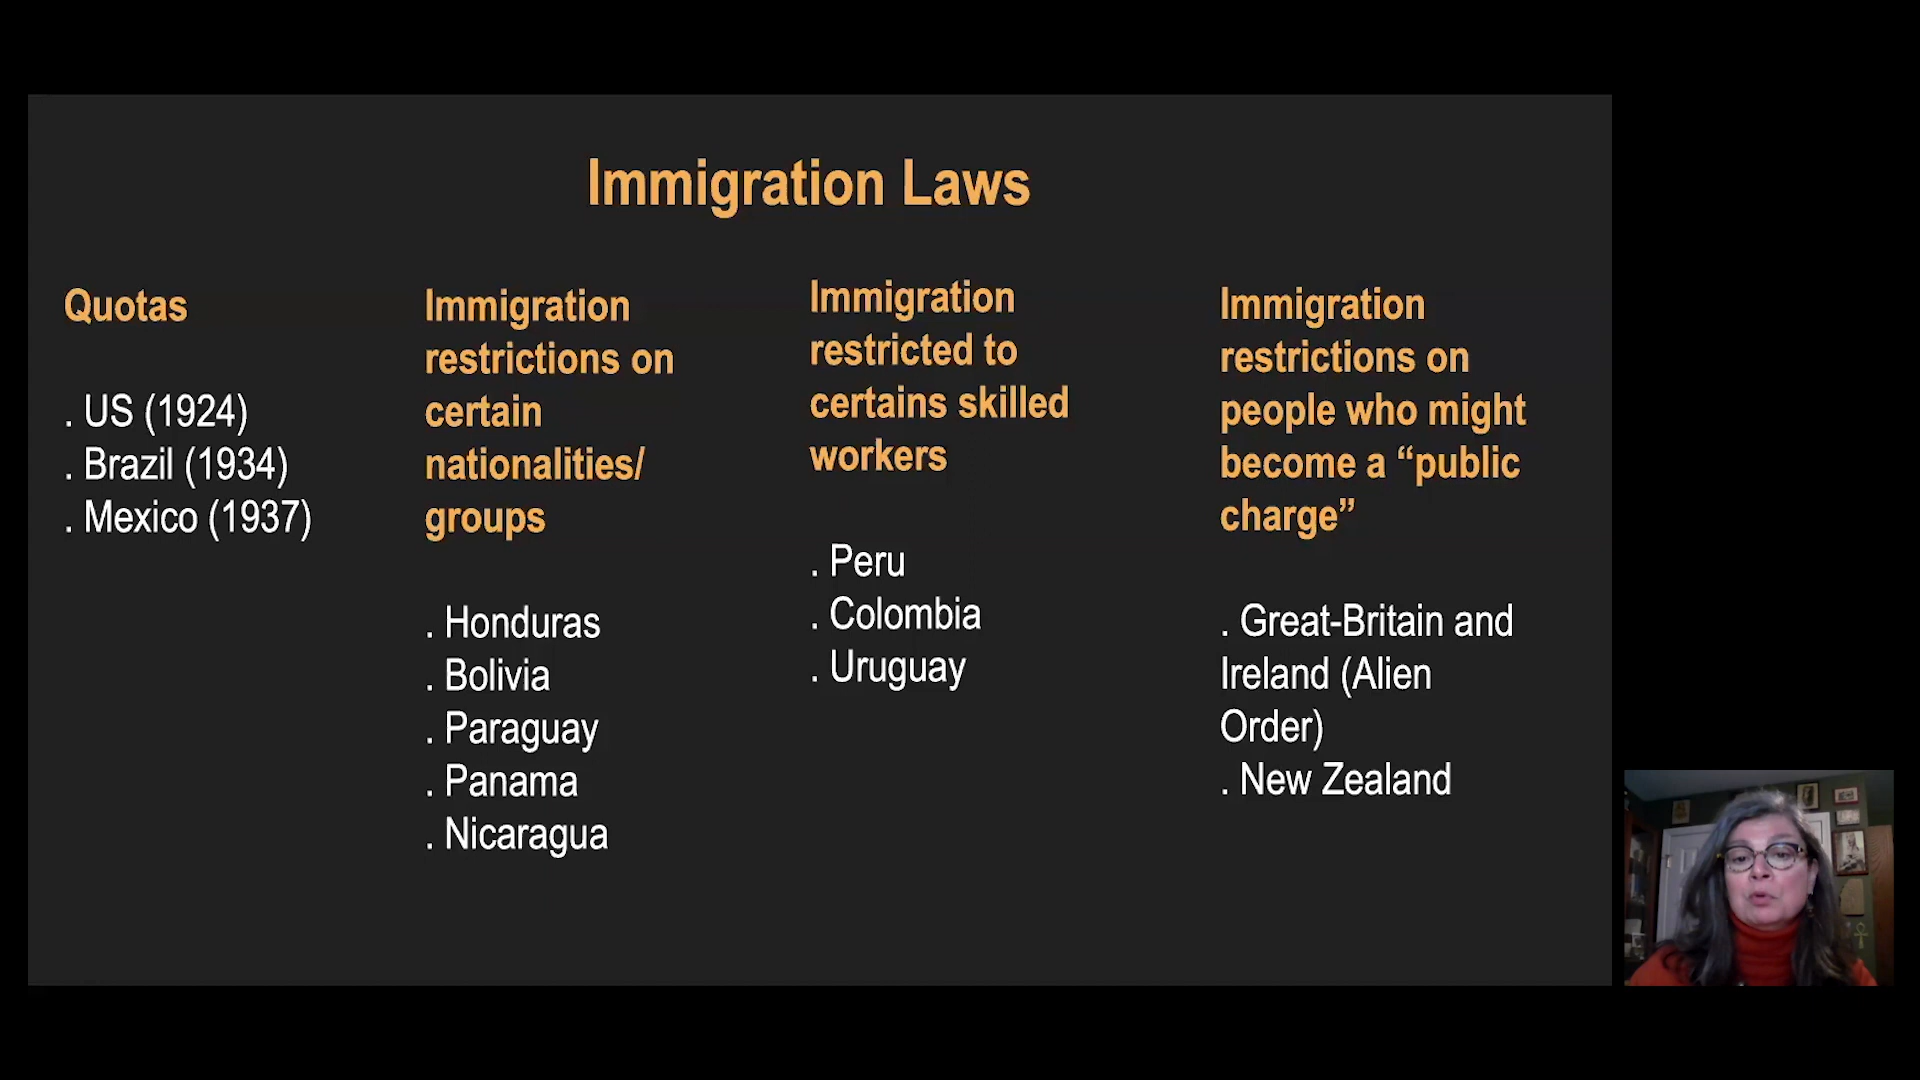 Immigration Laws
Quotas
. US (1924)
. Brazil (1934)
. Mexico (1937)
Immigration
restrictions on
certain
nationalities/
groups
. Honduras
. Bolivia
. Paraguay
. Panama
. Nicaragua
Immigration
restricted to
certains skilled
workers
. Peru
. Colombia
. Uruguay
Immigration
restrictions on
people who might
become a “public
charge”
. Great-Britain and
Ireland (Alien
Order)
. New Zealand